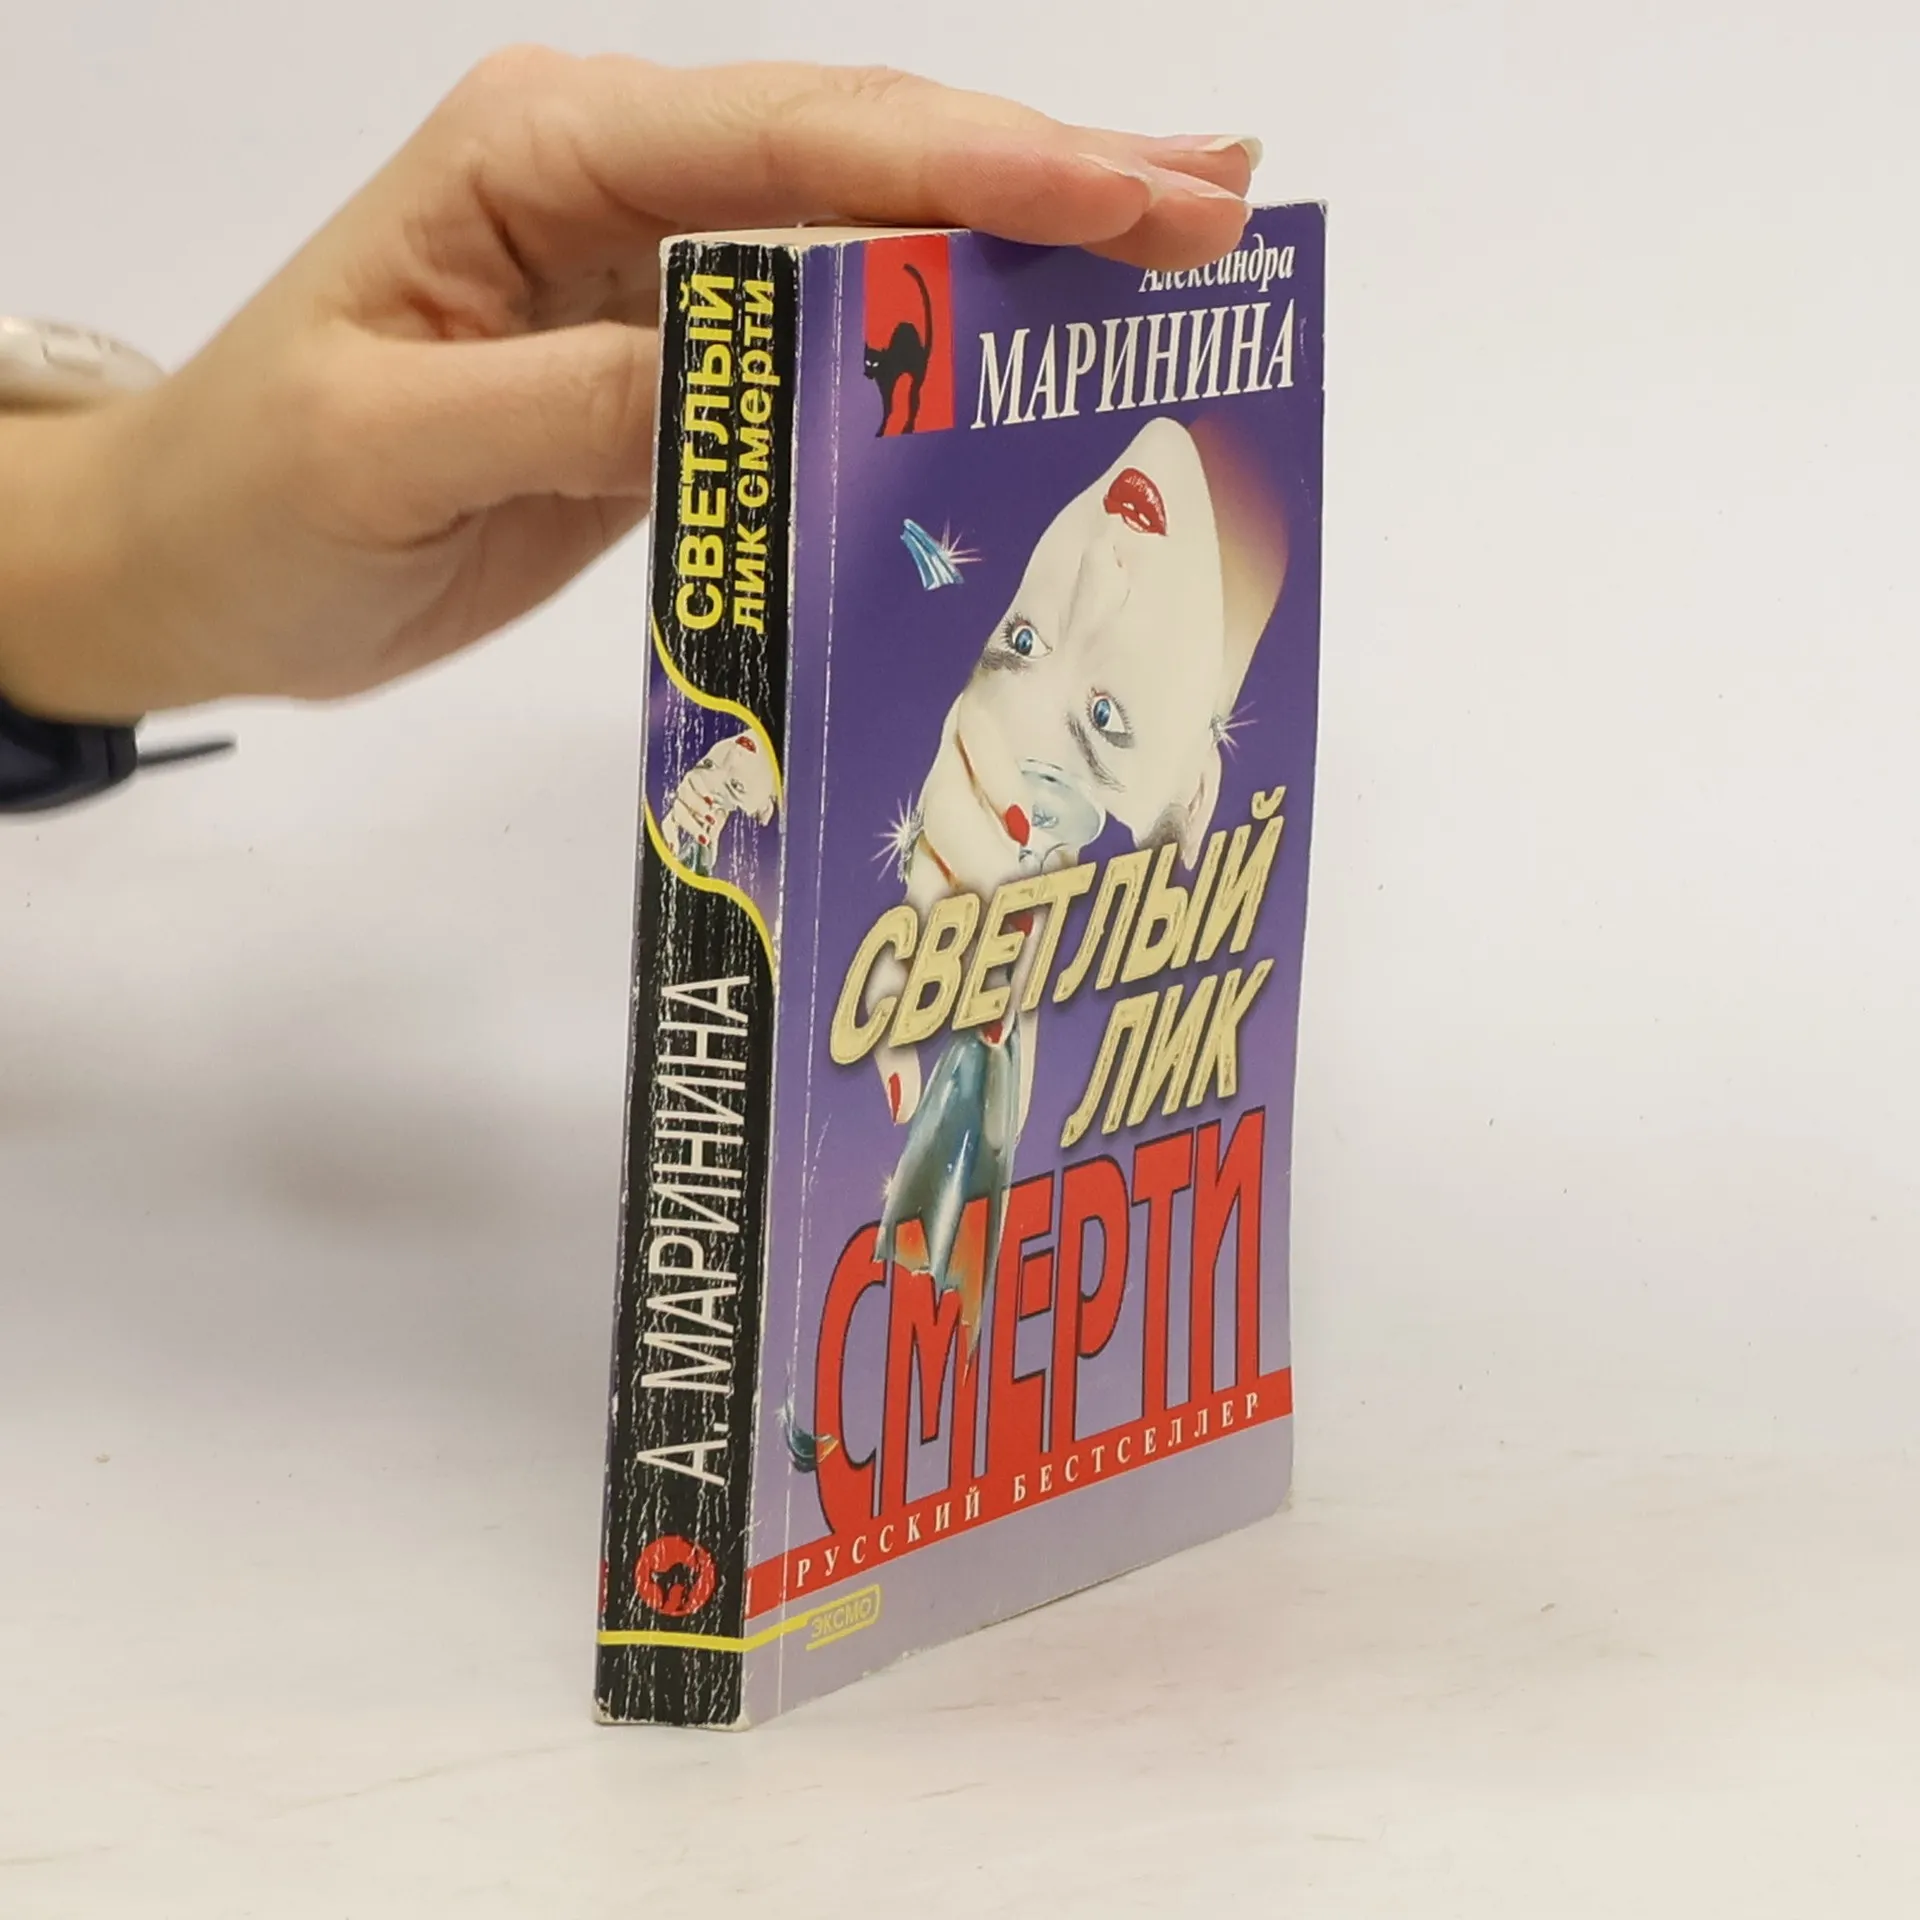 СВЕТЛЫЙ
ЛИК СМЕРТИ
А. МАРИНИНА
Александра
МАРИНИНА
СВЕТЛЫЙ
ЛИК
СМЕРТИ
РУССКИЙ БЕСТСЕЛЛЕР
ЭКСМО